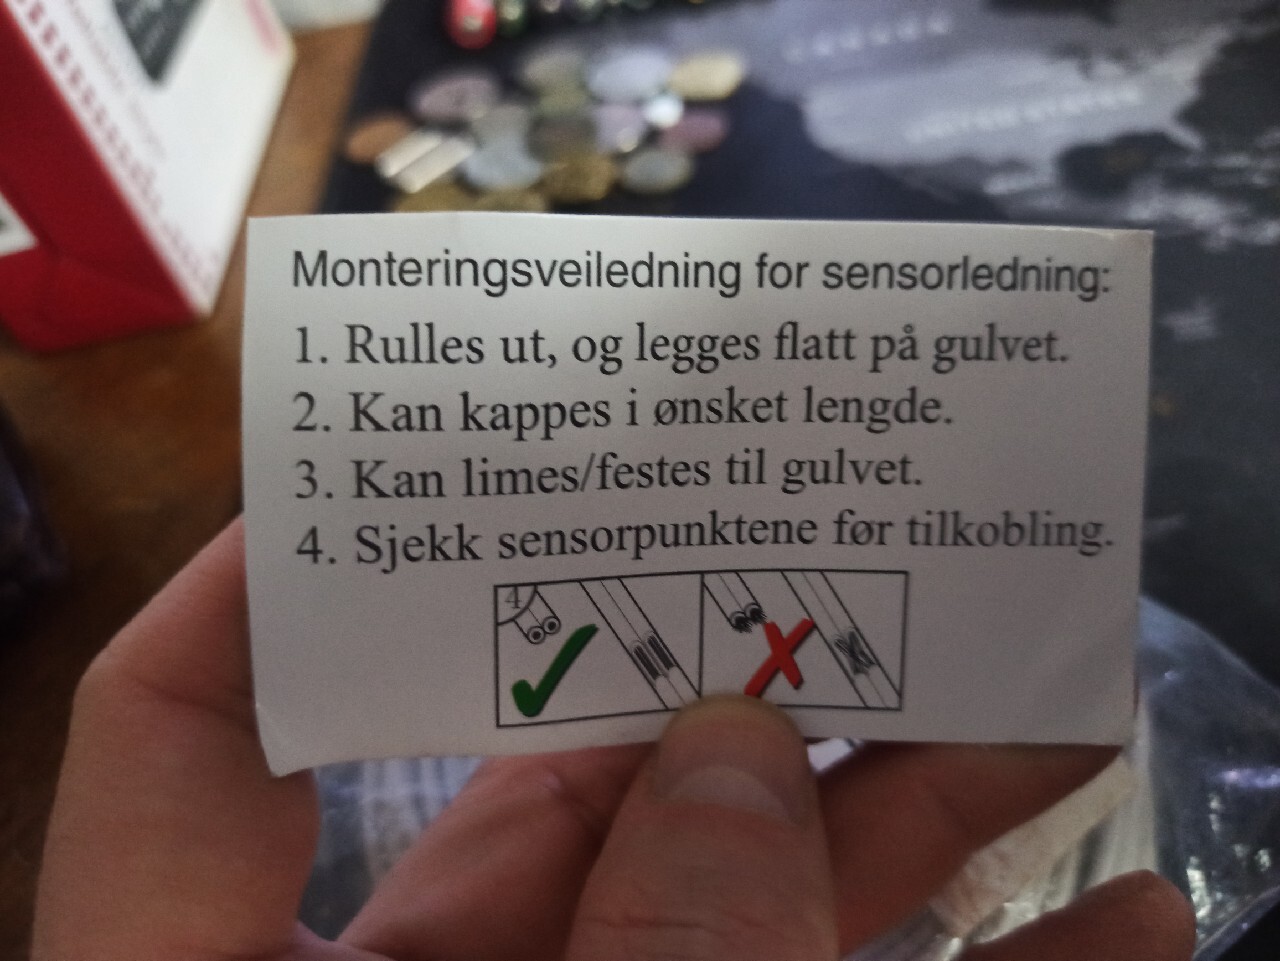 Monteringsveiledning for sensorledning:
1. Rulles ut, og legges flatt på gulvet.
2. Kan kappes i ønsket lengde.
3. Kan limes/festes til gulvet.
4. Sjekk sensorpunktene før tilkobling.
4